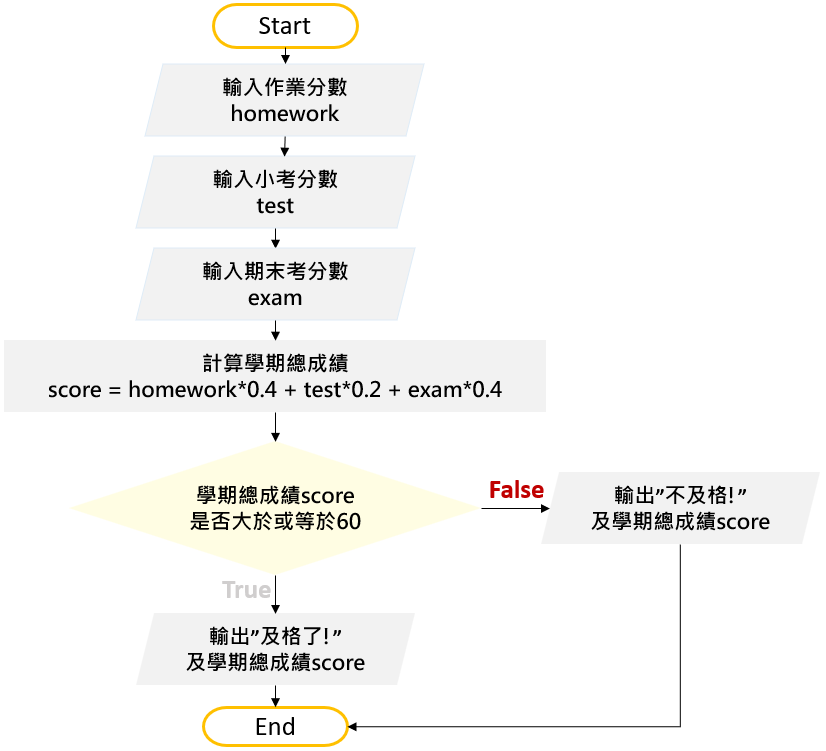 Start
輸入作業分數
homework
輸入小考分數
test
輸入期末考分數
exam
計算學期總成績
score = homework*0.4 + test*0.2 + exam*0.4
學期總成績score
是否大於或等於60
False
輸出”不及格!”
及學期總成績score
True
輸出”及格了!”
及學期總成績score
End